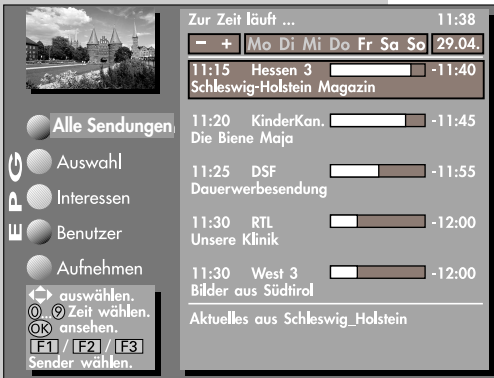 Zur Zeit läuft ... 11:38
− + Mo Di Mi Do Fr Sa So 29.04.
11:15 Hessen 3 -11:40
Schleswig-Holstein Magazin
11:20 KinderKan. -11:45
Die Biene Maja
11:25 DSF -11:55
Dauerwerbesendung
11:30 RTL -12:00
Unsere Klinik
11:30 West 3 -12:00
Bilder aus Südtirol
Aktuelles aus Schleswig_Holstein
EPG
Alle Sendungen
Auswahl
Interessen
Benutzer
Aufnehmen
auswählen.
0...9 Zeit wählen.
OK ansehen.
F1 / F2 / F3
Sender wählen.